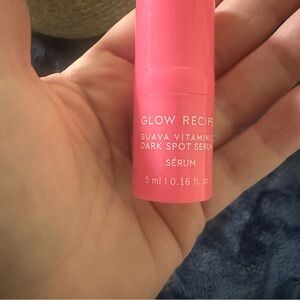 GLOW RECIPE
GUAVA VITAMIN C
DARK SPOT SERUM
SÉRUM
5 ml | 0.16 fl. oz